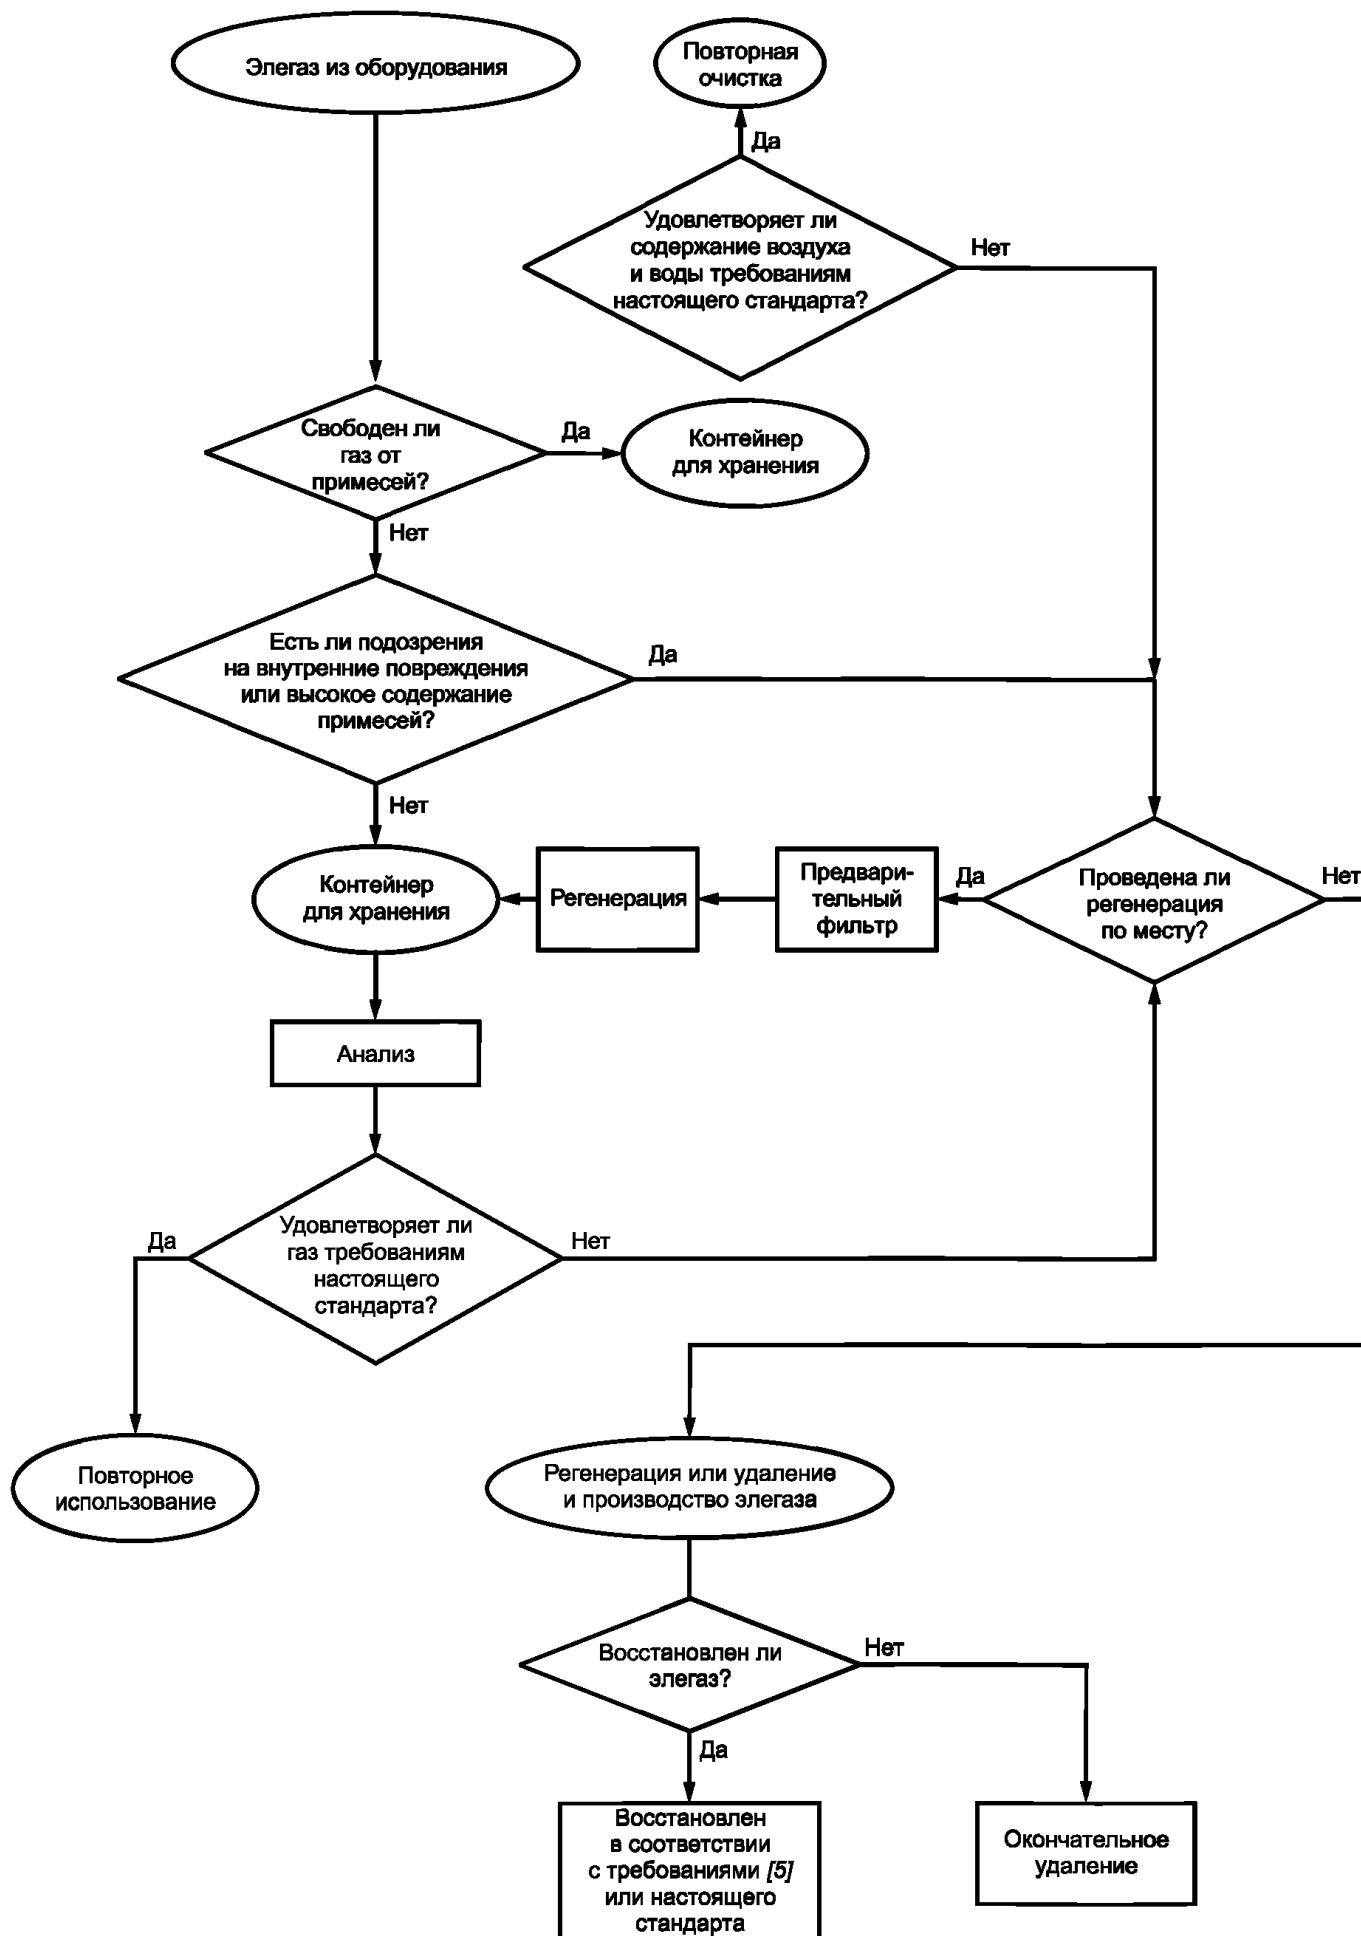 Элегаз из оборудования
Повторная
очистка
Да
Удовлетворяет ли
содержание воздуха
и воды требованиям
настоящего стандарта?
Нет
Свободен ли
газ от
примесей?
Да
Контейнер
для хранения
Нет
Есть ли подозрения
на внутренние повреждения
или высокое содержание
примесей?
Да
Нет
Контейнер
для хранения
Регенерация
Предвари-
тельный
фильтр
Да
Проведена ли
регенерация
по месту?
Нет
Анализ
Удовлетворяет ли
газ требованиям
настоящего
стандарта?
Да
Нет
Повторное
использование
Регенерация или удаление
и производство элегаза
Восстановлен ли
элегаз?
Нет
Да
Восстановлен
в соответствии
с требованиями [5]
или настоящего
стандарта
Окончательное
удаление